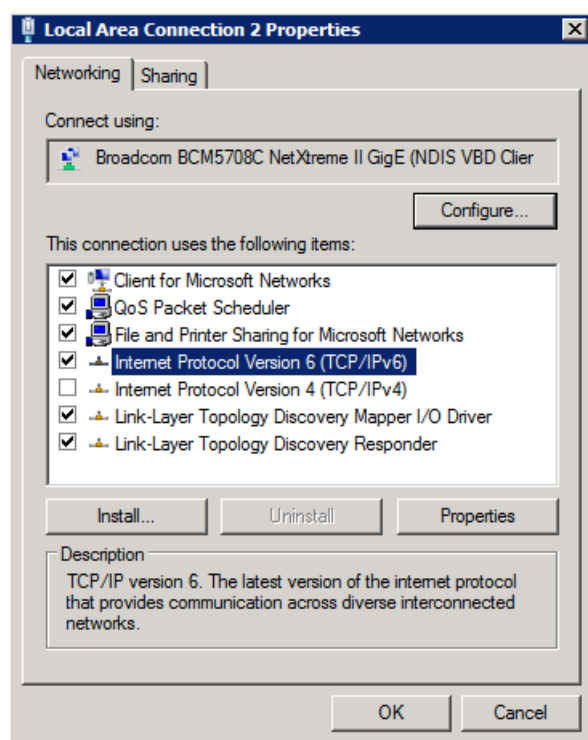 Local Area Connection 2 Properties
Networking
Sharing
Connect using:
Broadcom BCM5708C NetXtreme II GigE (NDIS VBD Clier
Configure...
This connection uses the following items:
Client for Microsoft Networks
QoS Packet Scheduler
File and Printer Sharing for Microsoft Networks
Internet Protocol Version 6 (TCP/IPv6)
Internet Protocol Version 4 (TCP/IPv4)
Link-Layer Topology Discovery Mapper I/O Driver
Link-Layer Topology Discovery Responder
Install...
Uninstall
Properties
Description
TCP/IP version 6. The latest version of the internet protocol
that provides communication across diverse interconnected
networks.
OK
Cancel